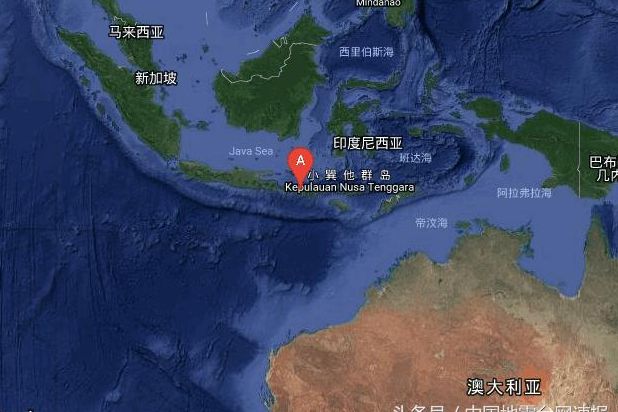 Mindanao
马来西亚
西里伯斯海
新加坡
印度尼西亚
Java Sea
班达海
巴布
几内
A
小巽他群岛
Kepulauan Nusa Tenggara
阿拉弗拉海
帝汶海
澳大利亚
头条号／中国地震台网速报